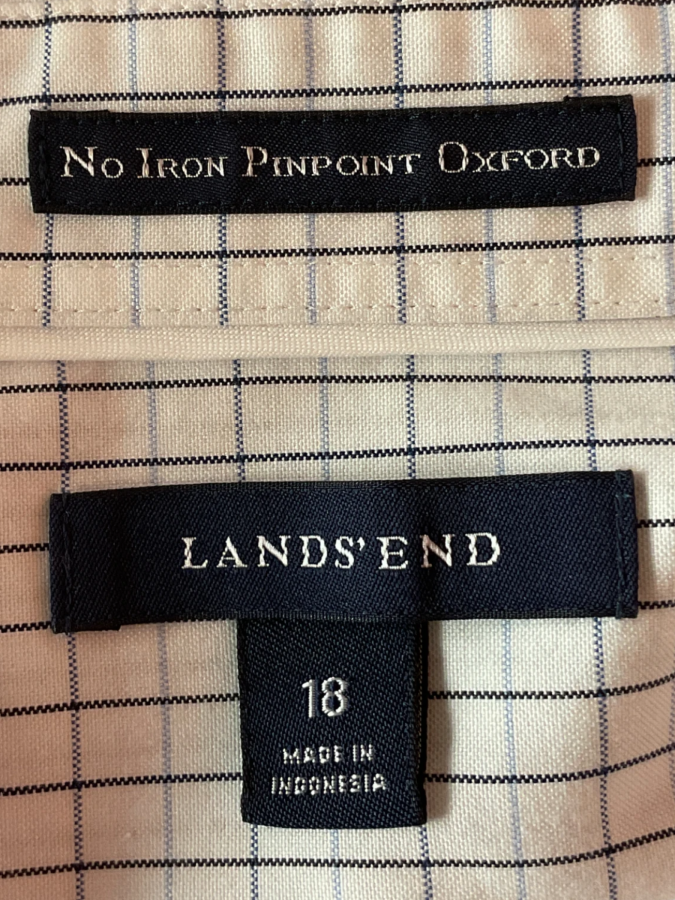 No Iron Pinpoint Oxford
LANDS' END
18
MADE IN
INDONESIA